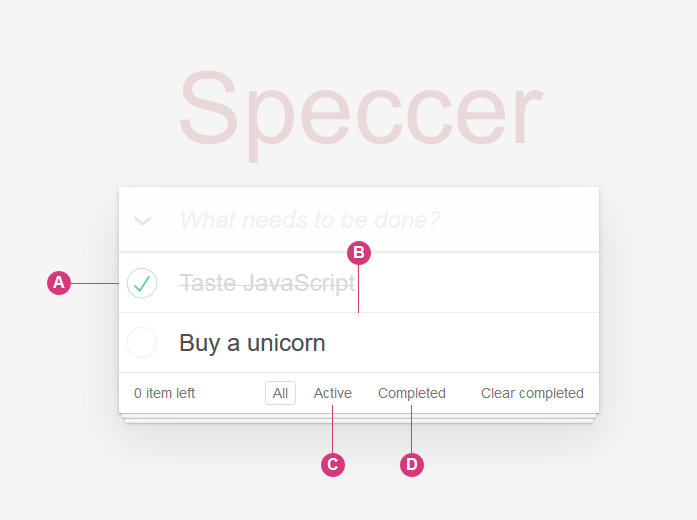 Speccer
What needs to be done?
B
A
Taste JavaScript
Buy a unicorn
0 item left All Active Completed Clear completed
C D